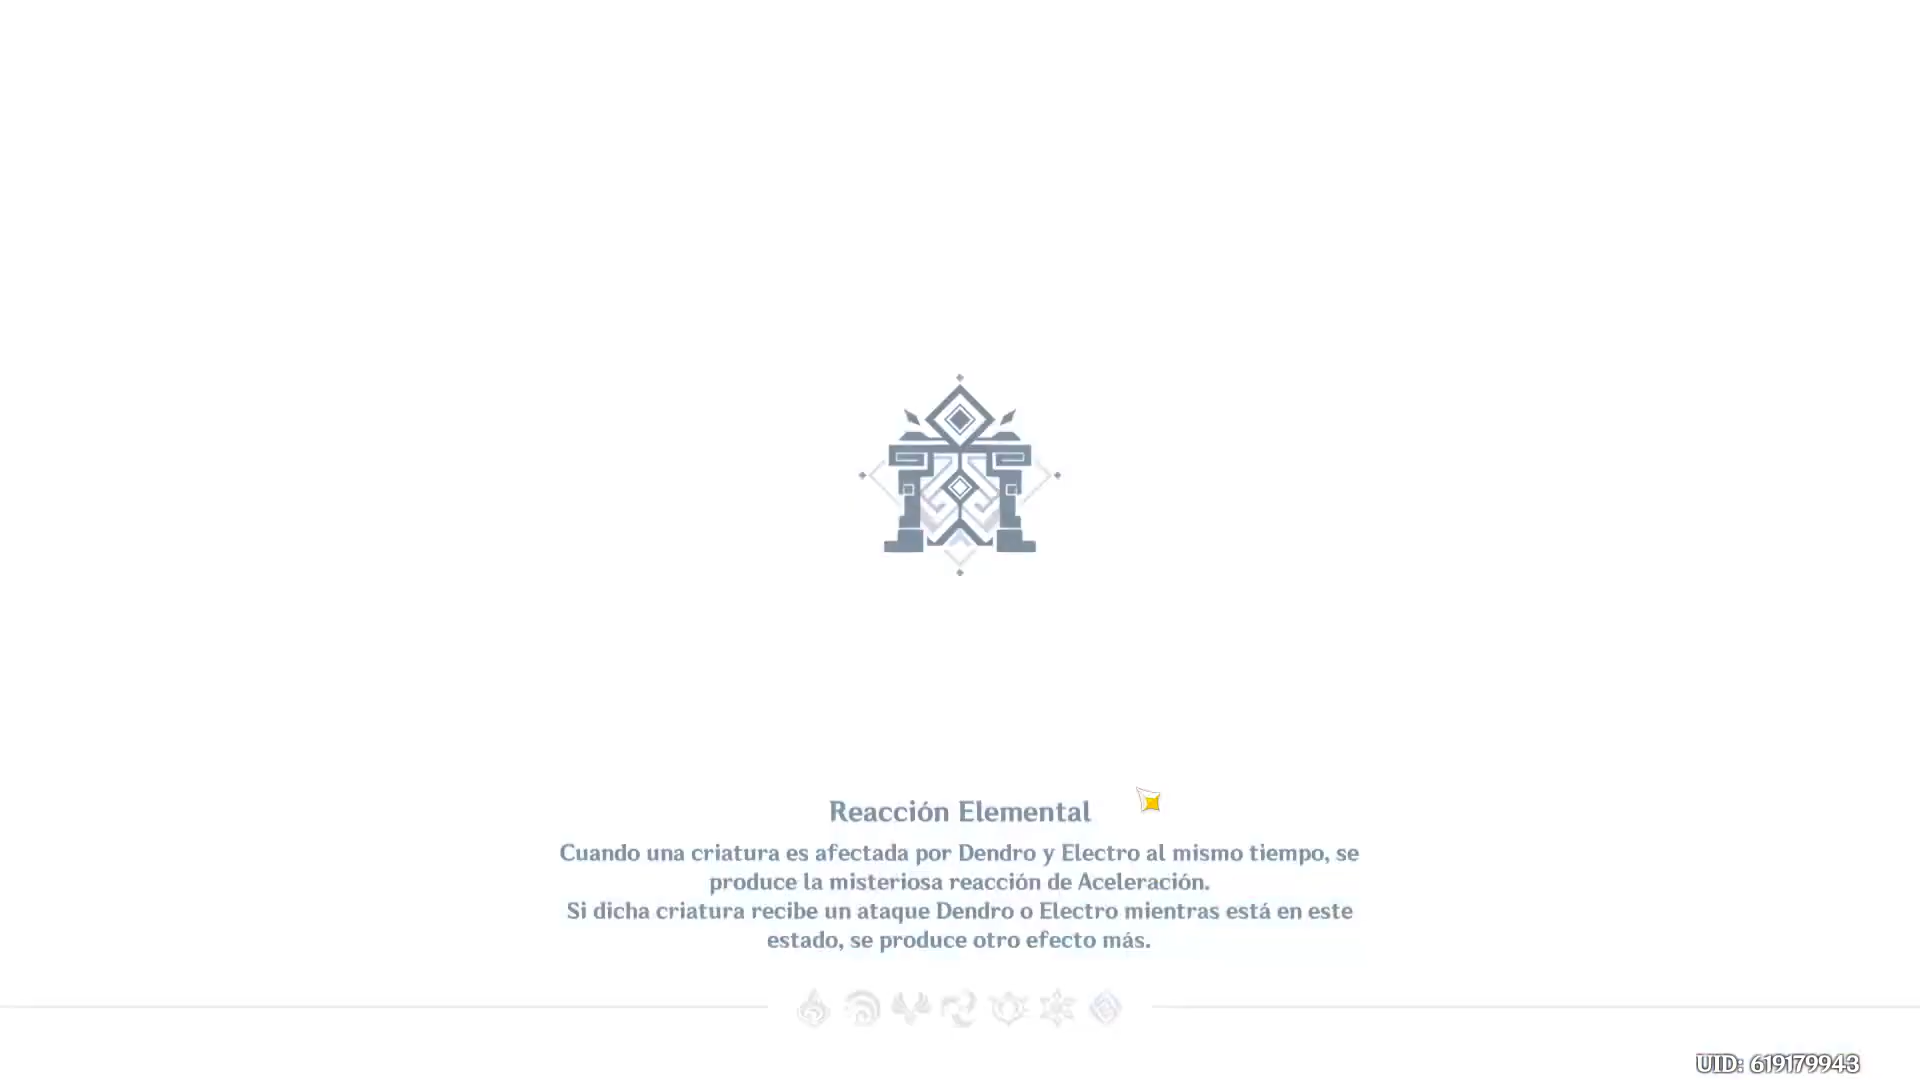 Reacción Elemental
Cuando una criatura es afectada por Dendro y Electro al mismo tiempo, se
produce la misteriosa reacción de Aceleración.
Si dicha criatura recibe un ataque Dendro o Electro mientras está en este
estado, se produce otro efecto más.
UID: 619179943